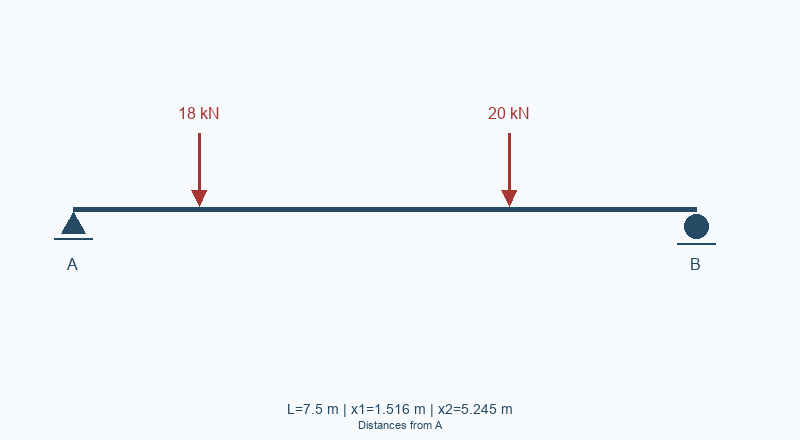 18 kN
20 kN
A
B
L=7.5 m | x1=1.516 m | x2=5.245 m
Distances from A